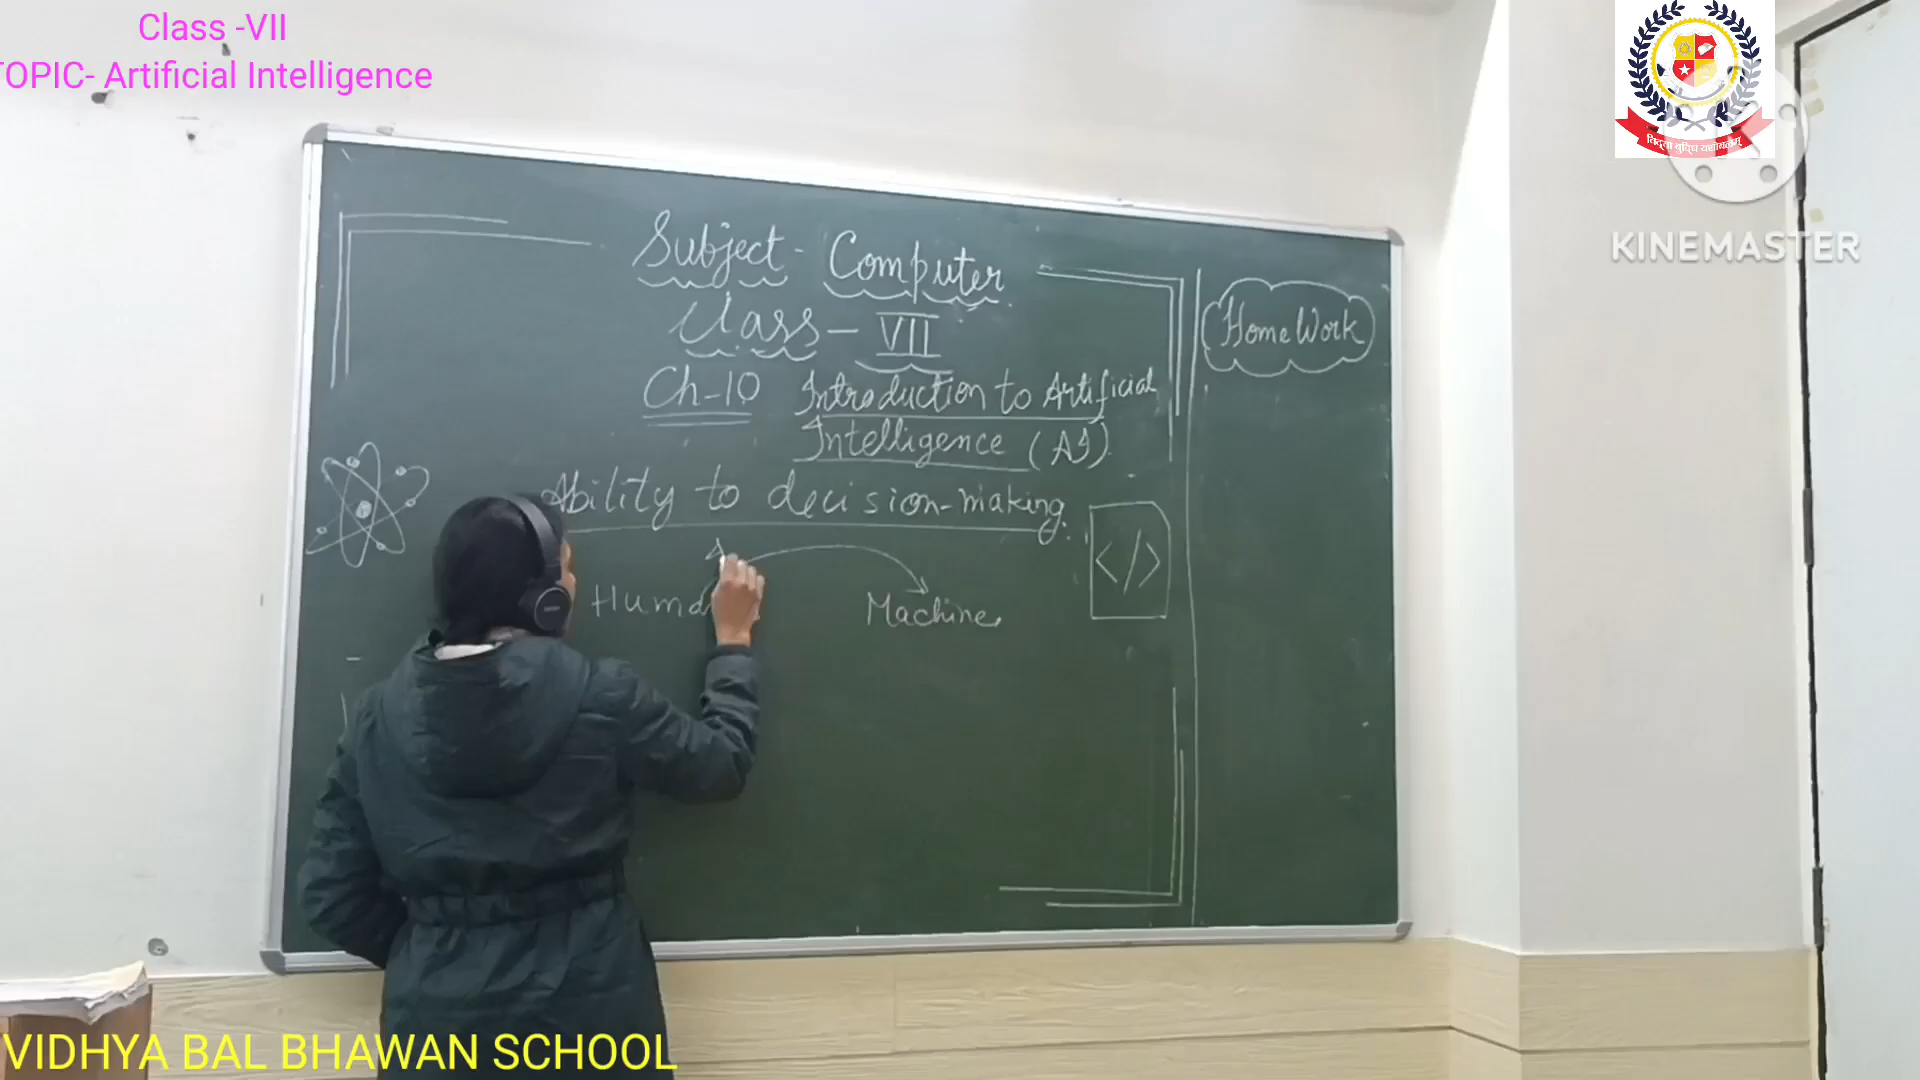 Class -VII
TOPIC- Artificial Intelligence
KINEMASTER
Subject - Computer
Class - VII
Home Work
Ch-10 Introduction to Artificial
Intelligence (AI)
Ability to decision-making.
</>
Machine
VIDHYA BAL BHAWAN SCHOOL